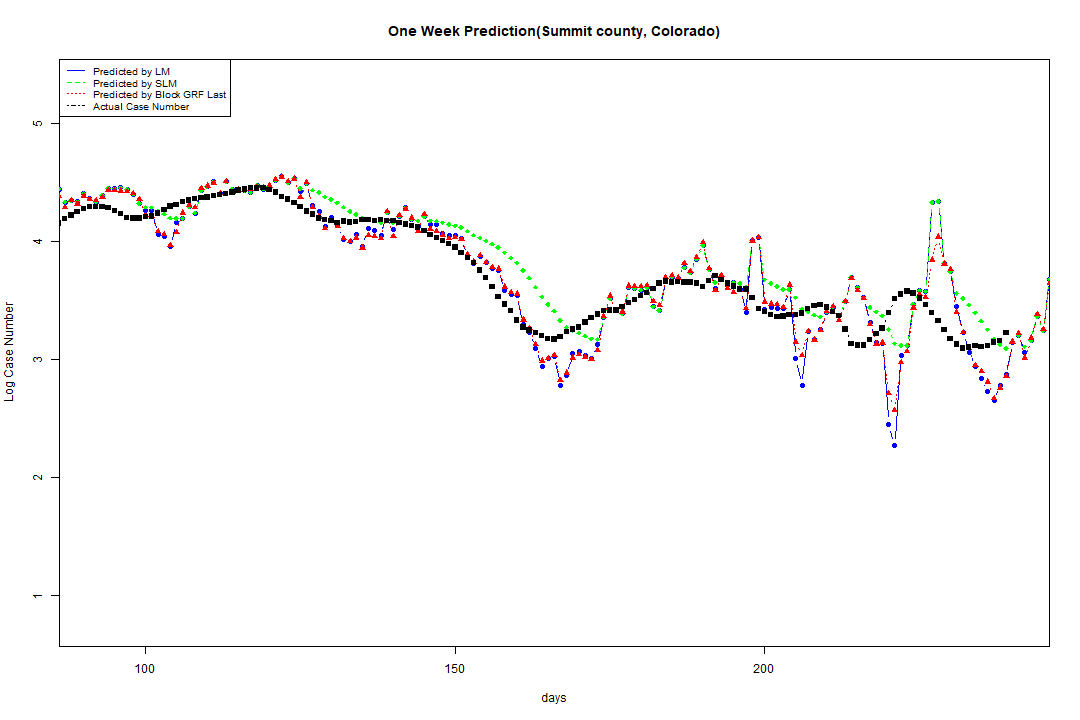 One Week Prediction(Summit county, Colorado)
Predicted by LM
Predicted by SLM
Predicted by Block GRF Last
Actual Case Number
5
4
3
2
1
Log Case Number
100 150 200
days